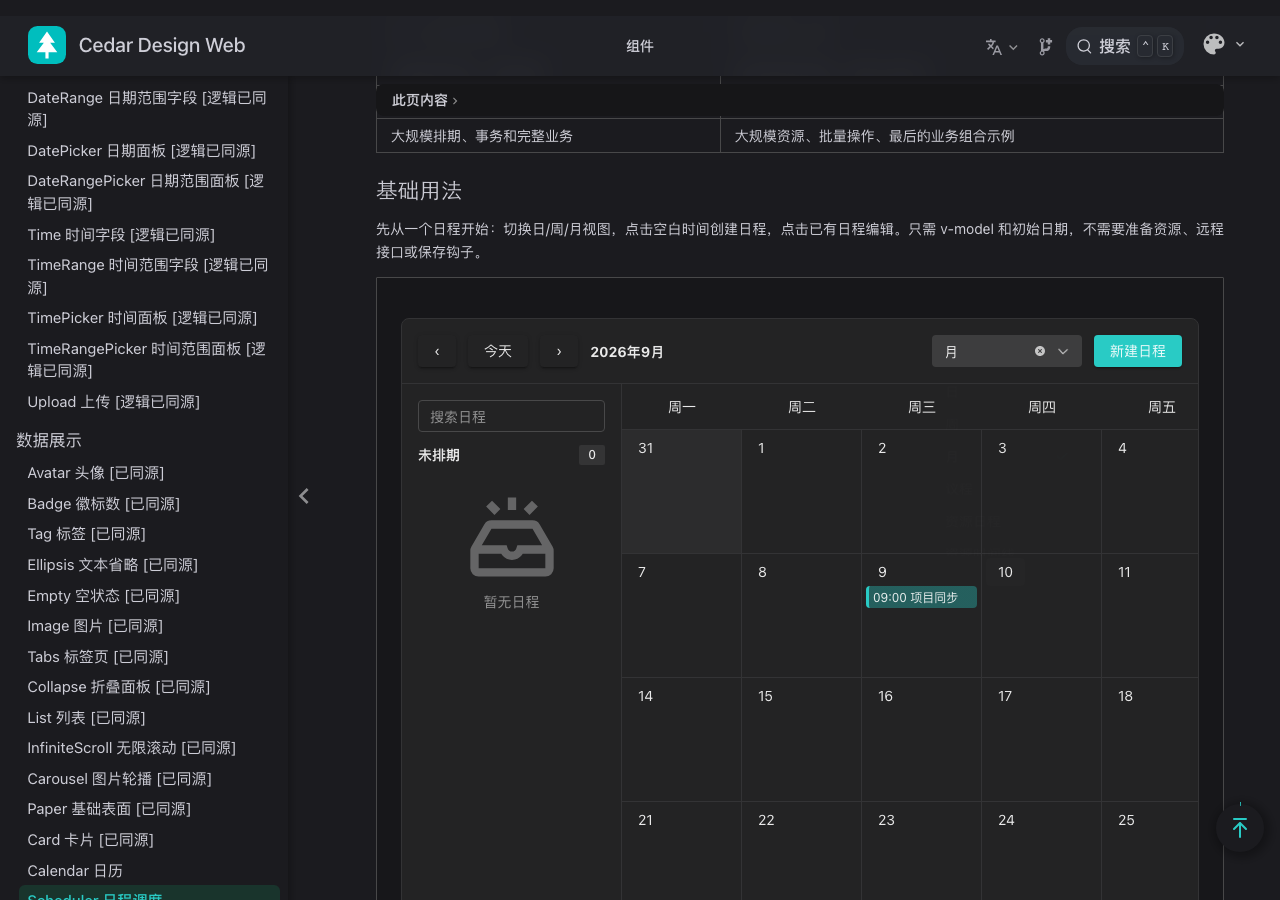 Cedar Design Web
组件
搜索
^
K
DateRange 日期范围字段 [逻辑已同
源]
DatePicker 日期面板 [逻辑已同源]
DateRangePicker 日期范围面板 [逻
辑已同源]
Time 时间字段 [逻辑已同源]
TimeRange 时间范围字段 [逻辑已同
源]
TimePicker 时间面板 [逻辑已同源]
TimeRangePicker 时间范围面板 [逻
辑已同源]
Upload 上传 [逻辑已同源]
数据展示
Avatar 头像 [已同源]
Badge 徽标数 [已同源]
Tag 标签 [已同源]
Ellipsis 文本省略 [已同源]
Empty 空状态 [已同源]
Image 图片 [已同源]
Tabs 标签页 [已同源]
Collapse 折叠面板 [已同源]
List 列表 [已同源]
InfiniteScroll 无限滚动 [已同源]
Carousel 图片轮播 [已同源]
Paper 基础表面 [已同源]
Card 卡片 [已同源]
Calendar 日历
Scheduler 日程调度
此页内容 ›
大规模排期、事务和完整业务
大规模资源、批量操作、最后的业务组合示例
基础用法
先从一个日程开始：切换日/周/月视图，点击空白时间创建日程，点击已有日程编辑。只需 v-model 和初始日期，不需要准备资源、远程
接口或保存钩子。
‹
今天
›
2026年9月
月
新建日程
搜索日程
未排期
0
暂无日程
周一
周二
周三
周四
周五
31
1
2
3
4
7
8
9
10
11
09:00 项目同步
14
15
16
17
18
21
22
23
24
25